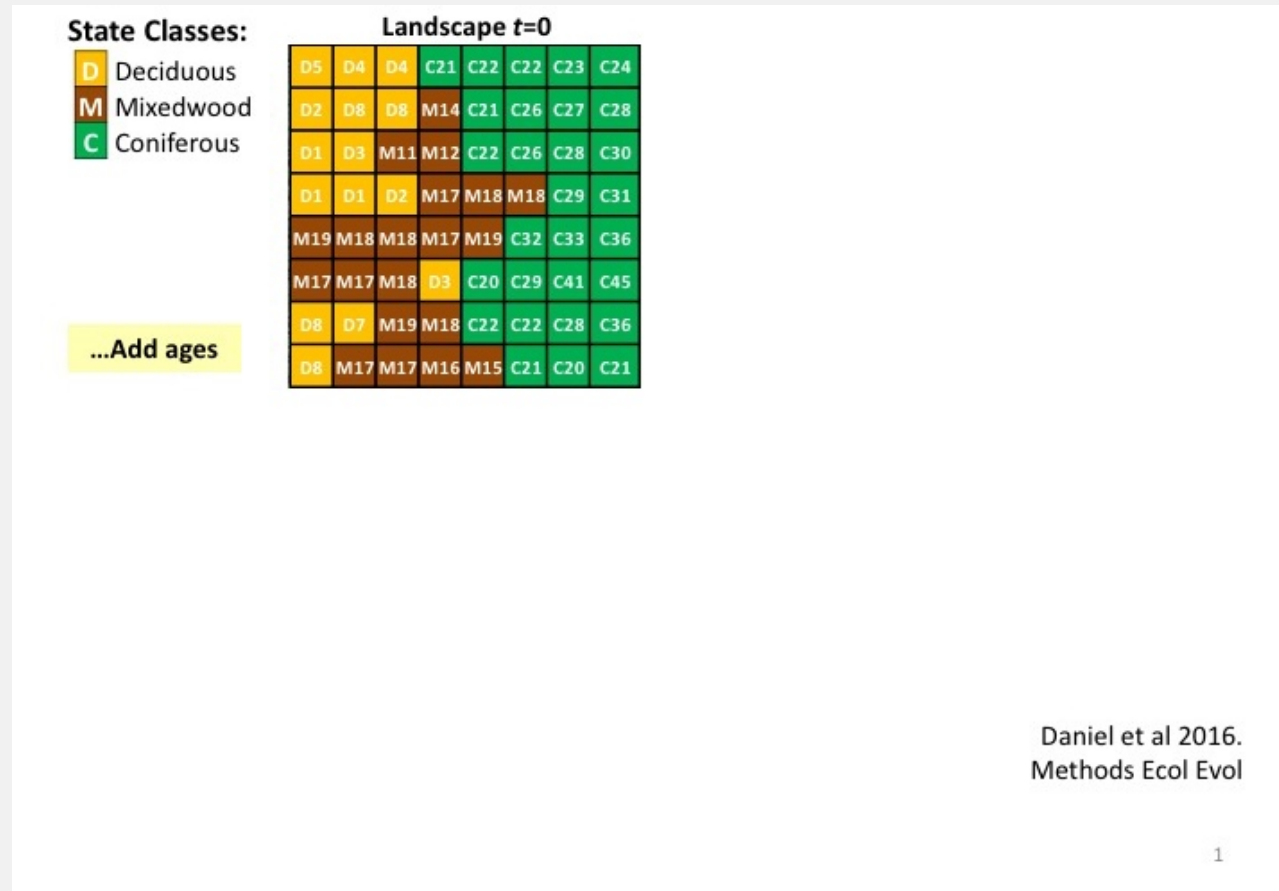 State Classes:
D Deciduous
M Mixedwood
C Coniferous
...Add ages
Landscape t=0
D5 D4 D4 C21 C22 C22 C23 C24
D2 D8 D8 M14 C21 C26 C27 C28
D1 D3 M11 M12 C22 C26 C28 C30
D1 D1 D2 M17 M18 M18 C29 C31
M19 M18 M18 M17 M19 C32 C33 C36
M17 M17 M18 D3 C20 C29 C41 C45
D8 D7 M19 M18 C22 C22 C28 C36
D8 M17 M17 M16 M15 C21 C20 C21
Daniel et al 2016.
Methods Ecol Evol
1